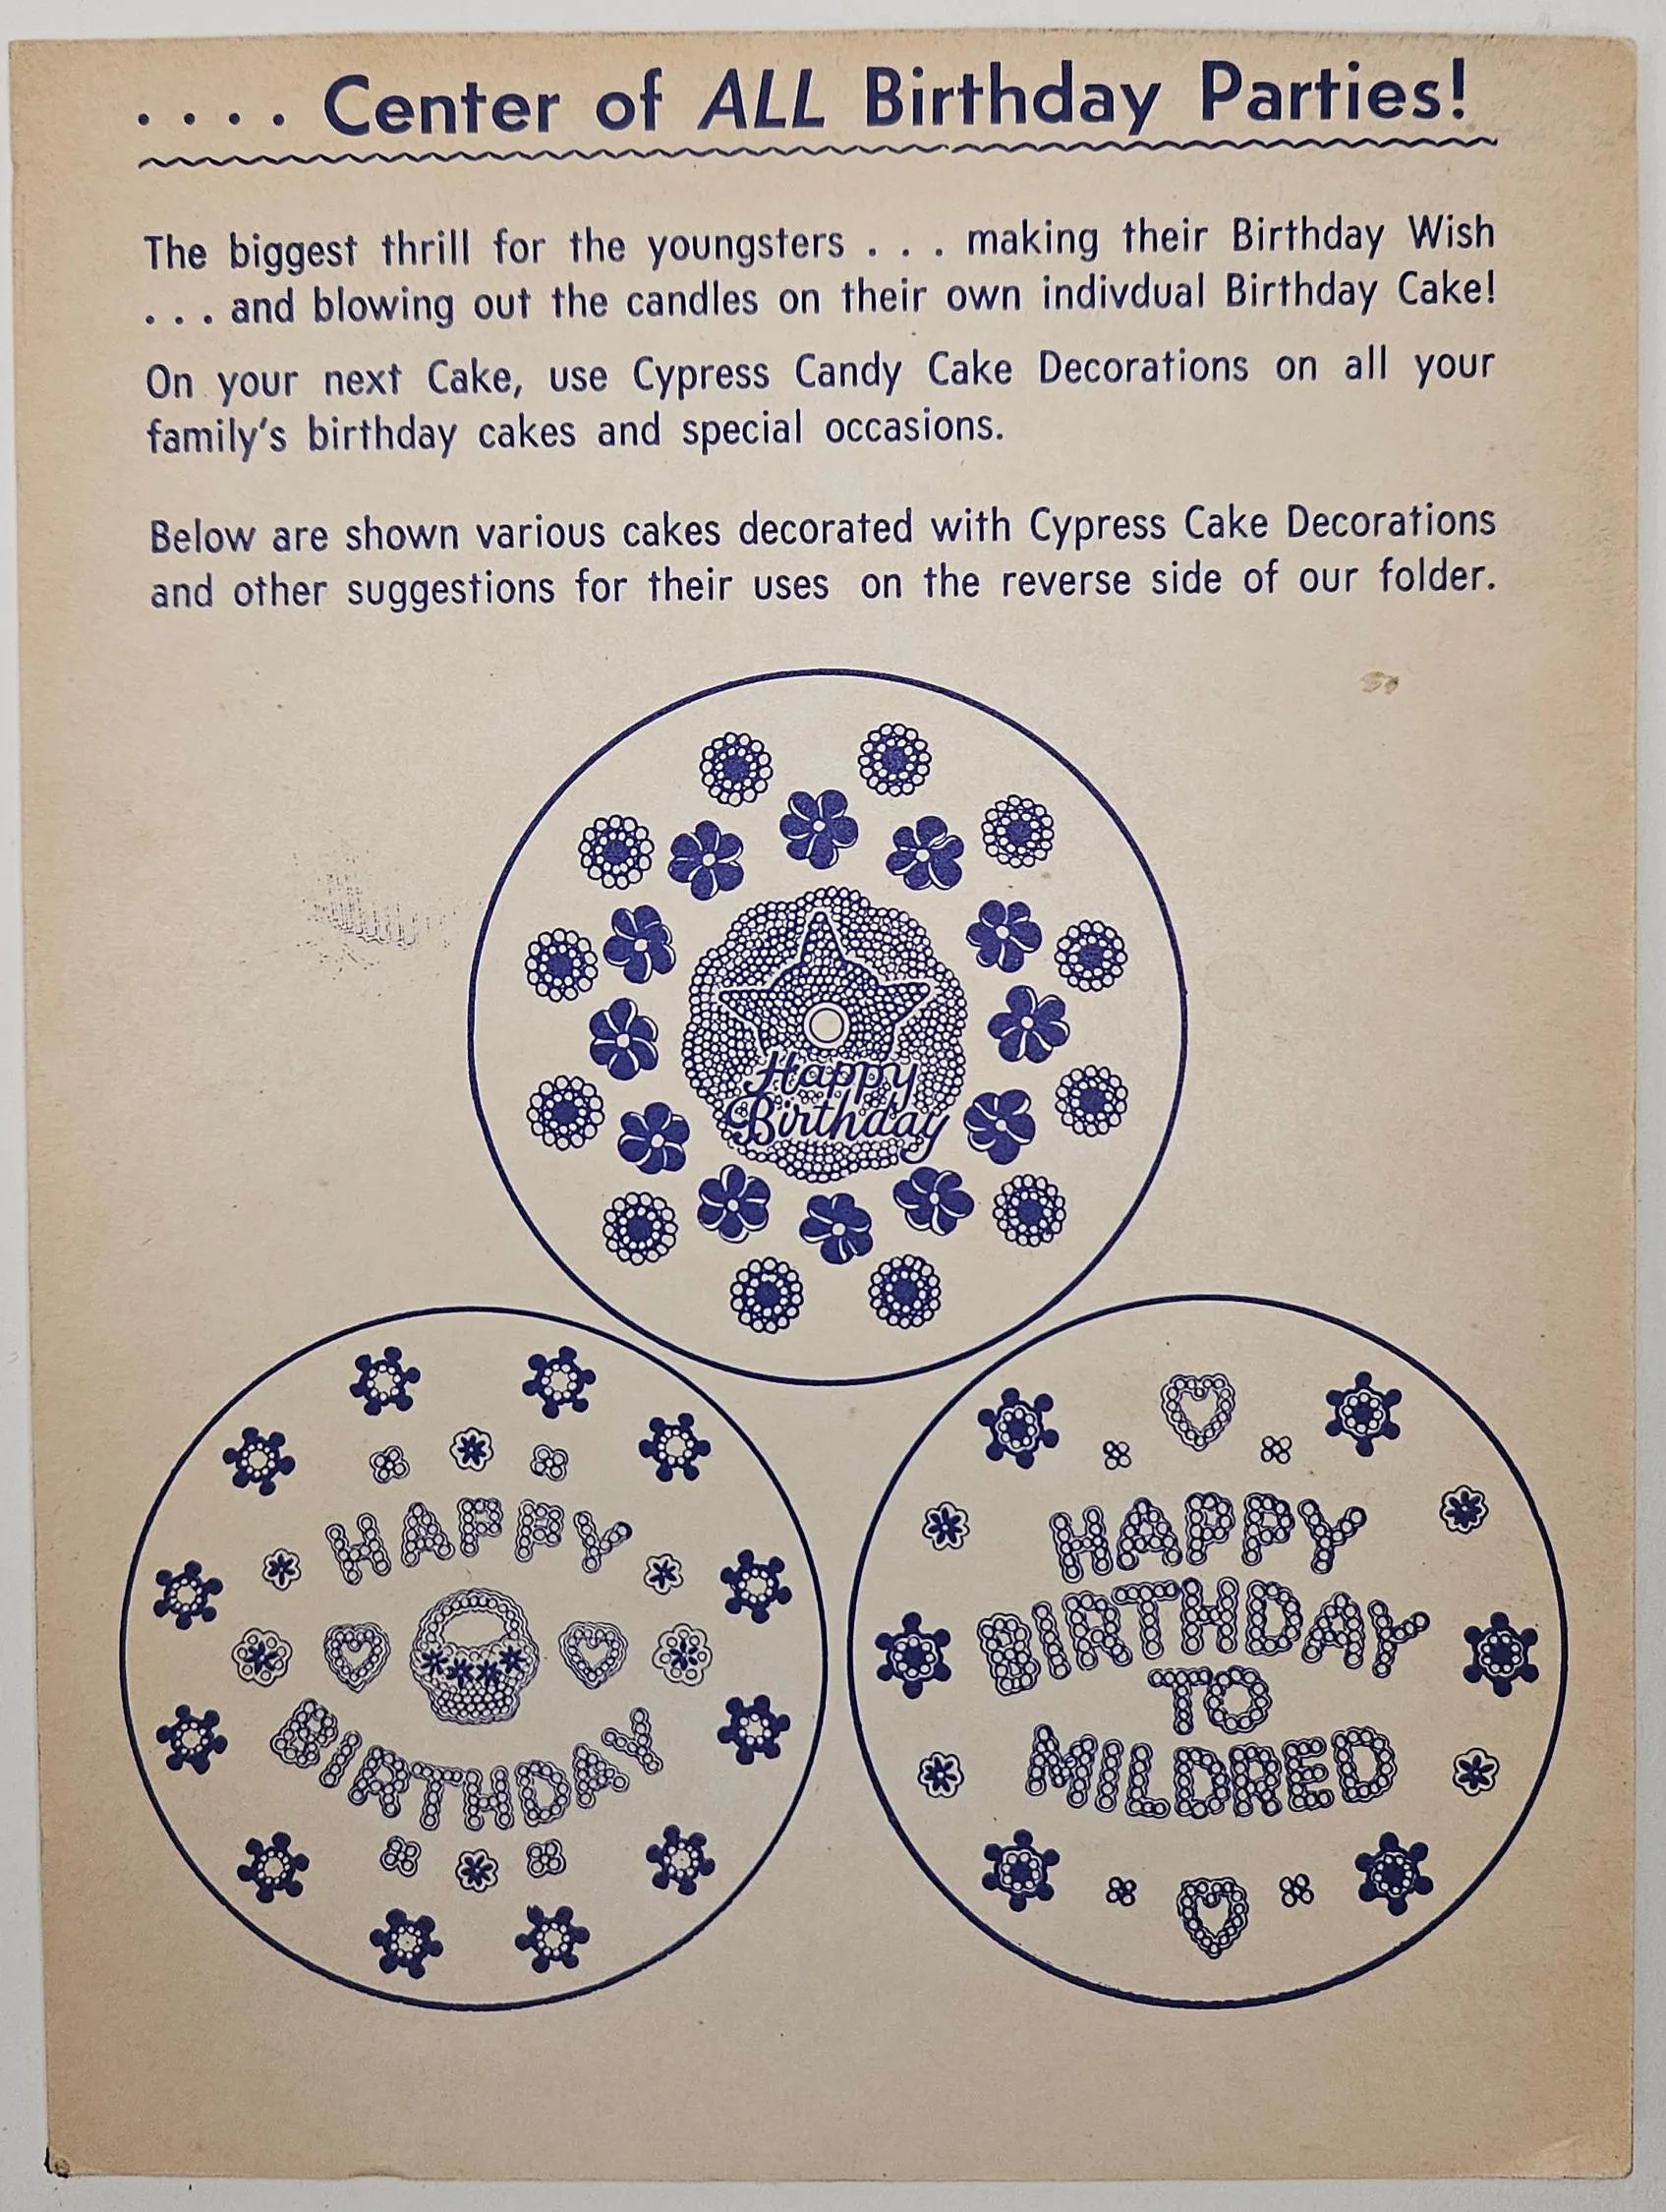 . . . . Center of ALL Birthday Parties!
The biggest thrill for the youngsters . . . making their Birthday Wish
. . . and blowing out the candles on their own indivdual Birthday Cake!
On your next Cake, use Cypress Candy Cake Decorations on all your
family's birthday cakes and special occasions.
Below are shown various cakes decorated with Cypress Cake Decorations
and other suggestions for their uses on the reverse side of our folder.
Happy
Birthday
HAPPY
BIRTHDAY
HAPPY
BIRTHDAY
TO
MILDRED